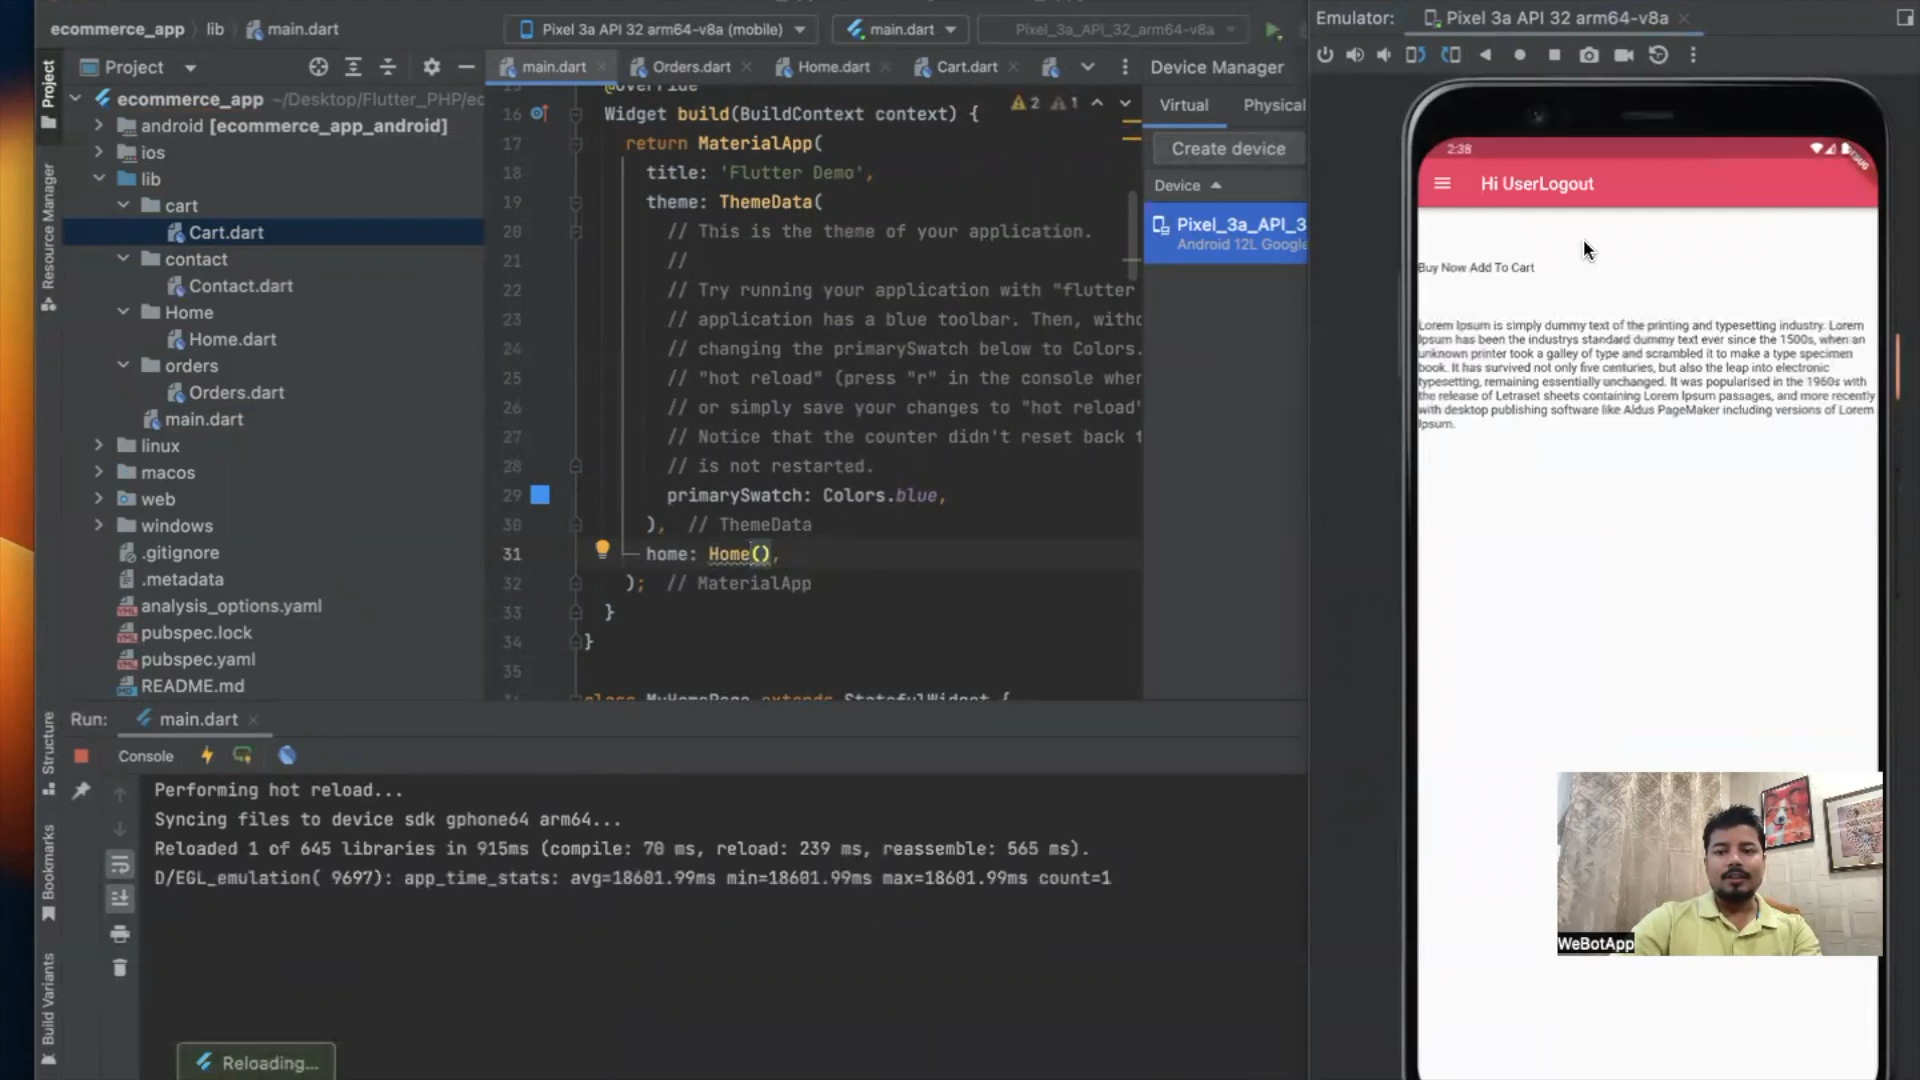 ecommerce_app
lib
main.dart
Pixel 3a API 32 arm64-v8a (mobile)
main.dart
Pixel_3a_API_32_arm64-v8a
Emulator:
Pixel 3a API 32 arm64-v8a
Project
main.dart
Orders.dart
Home.dart
Cart.dart
Device Manager
Project
Resource Manager
Structure
Bookmarks
Build Variants
ecommerce_app ~/Desktop/Flutter_PHP/ec
android [ecommerce_app_android]
ios
lib
cart
Cart.dart
contact
Contact.dart
Home
Home.dart
orders
Orders.dart
main.dart
linux
macos
web
windows
.gitignore
.metadata
analysis_options.yaml
pubspec.lock
pubspec.yaml
README.md
@override
2 1
16 Widget build(BuildContext context) {
17 return MaterialApp(
18 title: 'Flutter Demo',
19 theme: ThemeData(
20 // This is the theme of your application.
21 //
22 // Try running your application with "flutter
23 // application has a blue toolbar. Then, witho
24 // changing the primarySwatch below to Colors.
25 // "hot reload" (press "r" in the console wher
26 // or simply save your changes to "hot reload"
27 // Notice that the counter didn't reset back t
28 // is not restarted.
29 primarySwatch: Colors.blue,
30 ), // ThemeData
31 home: Home(),
32 ); // MaterialApp
33 }
34 }
35
class MyHomePage extends StatefulWidget {
Virtual
Physical
Create device
Device
Pixel_3a_API_3
Android 12L Google
2:38
DEBUG
Hi UserLogout
Buy Now Add To Cart
Lorem Ipsum is simply dummy text of the printing and typesetting industry. Lorem
Ipsum has been the industrys standard dummy text ever since the 1500s, when an
unknown printer took a galley of type and scrambled it to make a type specimen
book. It has survived not only five centuries, but also the leap into electronic
typesetting, remaining essentially unchanged. It was popularised in the 1960s with
the release of Letraset sheets containing Lorem Ipsum passages, and more recently
with desktop publishing software like Aldus PageMaker including versions of Lorem
Ipsum.
WeBotApp
Run:
main.dart
Console
Performing hot reload...
Syncing files to device sdk gphone64 arm64...
Reloaded 1 of 645 libraries in 915ms (compile: 70 ms, reload: 239 ms, reassemble: 565 ms).
D/EGL_emulation( 9697): app_time_stats: avg=18601.99ms min=18601.99ms max=18601.99ms count=1
Reloading...